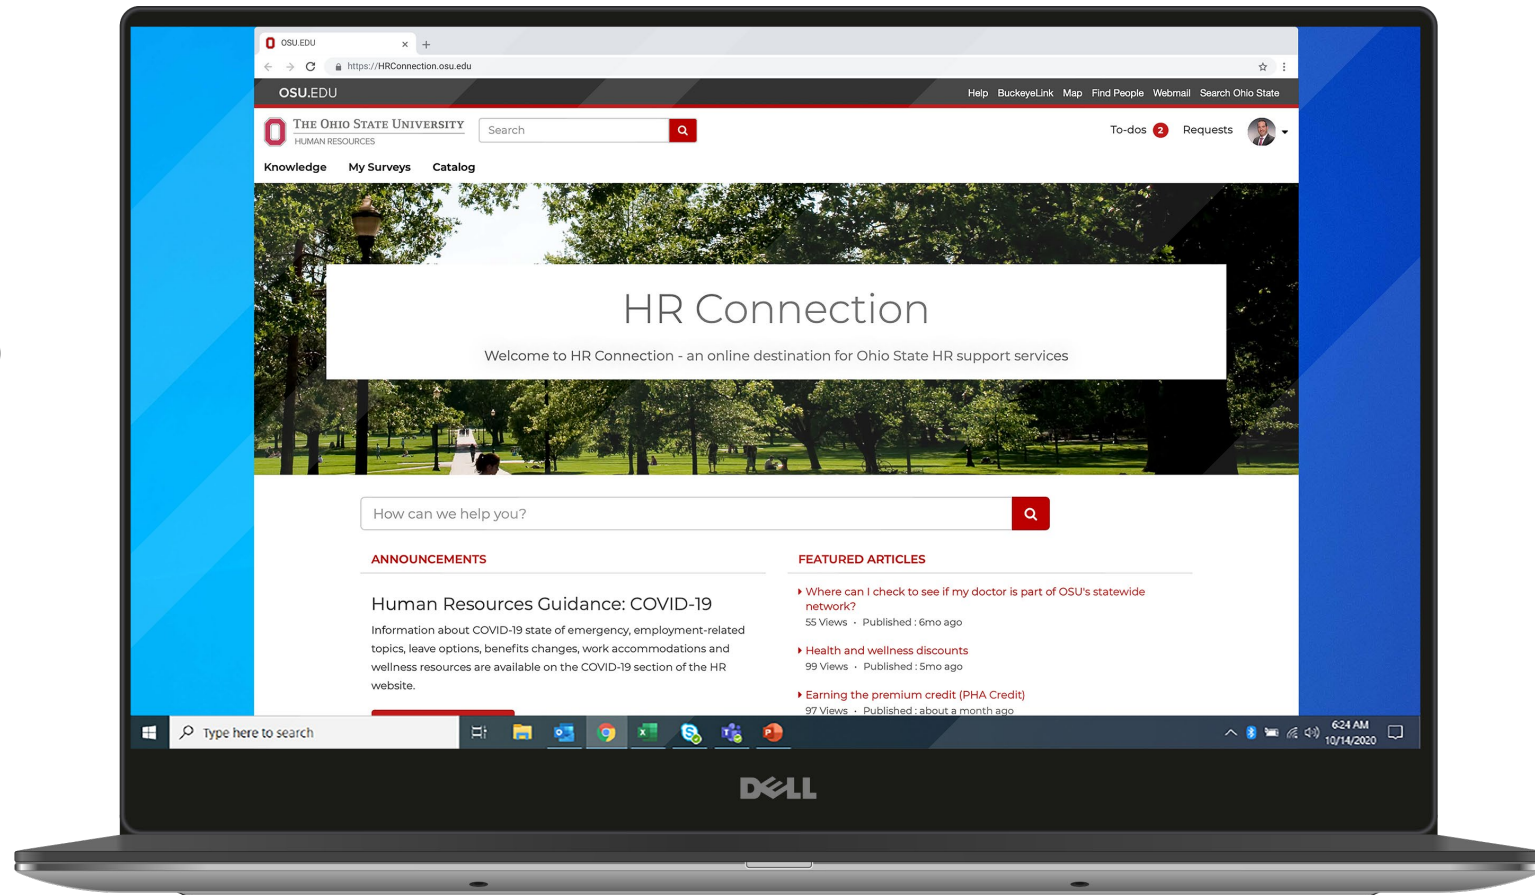 OSU.EDU
https://HRConnection.osu.edu
OSU.EDU
Help BuckeyeLink Map Find People Webmail Search Ohio State
THE OHIO STATE UNIVERSITY
HUMAN RESOURCES
Search
To-dos 2 Requests
Knowledge My Surveys Catalog
HR Connection
Welcome to HR Connection - an online destination for Ohio State HR support services
How can we help you?
ANNOUNCEMENTS
Human Resources Guidance: COVID-19
Information about COVID-19 state of emergency, employment-related
topics, leave options, benefits changes, work accommodations and
wellness resources are available on the COVID-19 section of the HR
website.
FEATURED ARTICLES
Where can I check to see if my doctor is part of OSU's statewide
network?
55 Views · Published : 6mo ago
Health and wellness discounts
99 Views · Published : 5mo ago
Earning the premium credit (PHA Credit)
97 Views · Published : about a month ago
Type here to search
6:24 AM
10/14/2020
DELL